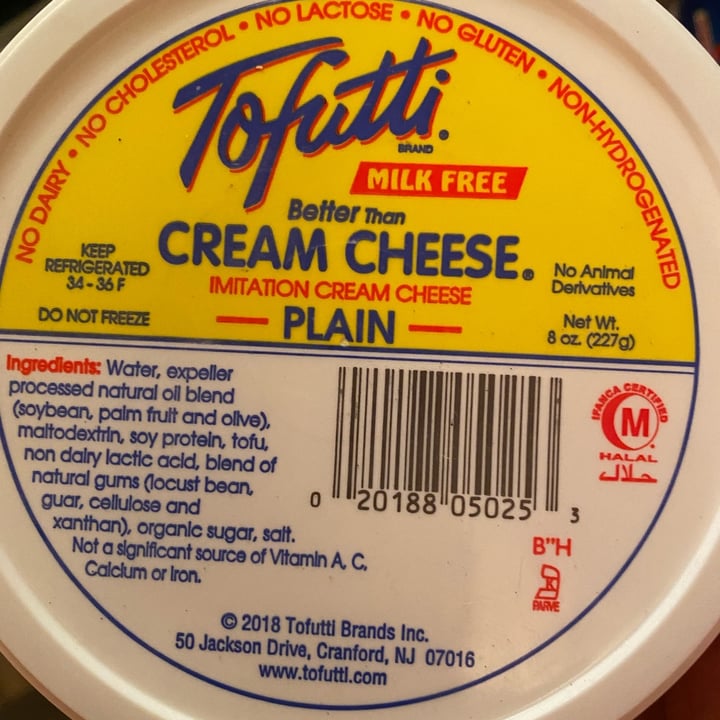 NO DAIRY • NO CHOLESTEROL • NO LACTOSE • NO GLUTEN • NON-HYDROGENATED
Tofutti.
BRAND
MILK FREE
Better Than
CREAM CHEESE®
IMITATION CREAM CHEESE
PLAIN
KEEP
REFRIGERATED
34-36 F
DO NOT FREEZE
No Animal
Derivatives
Net Wt.
8 oz. (227g)
Ingredients: Water, expeller
processed natural oil blend
(soybean, palm fruit and olive),
maltodextrin, soy protein, tofu,
non dairy lactic acid, blend of
natural gums (locust bean,
guar, cellulose and
xanthan), organic sugar, salt.
Not a significant source of Vitamin A, C,
Calcium or Iron.
0 20188 05025 3
IFANCA CERTIFIED
M
HALAL
حلال
B"H
K
PARVE
© 2018 Tofutti Brands Inc.
50 Jackson Drive, Cranford, NJ 07016
www.tofutti.com